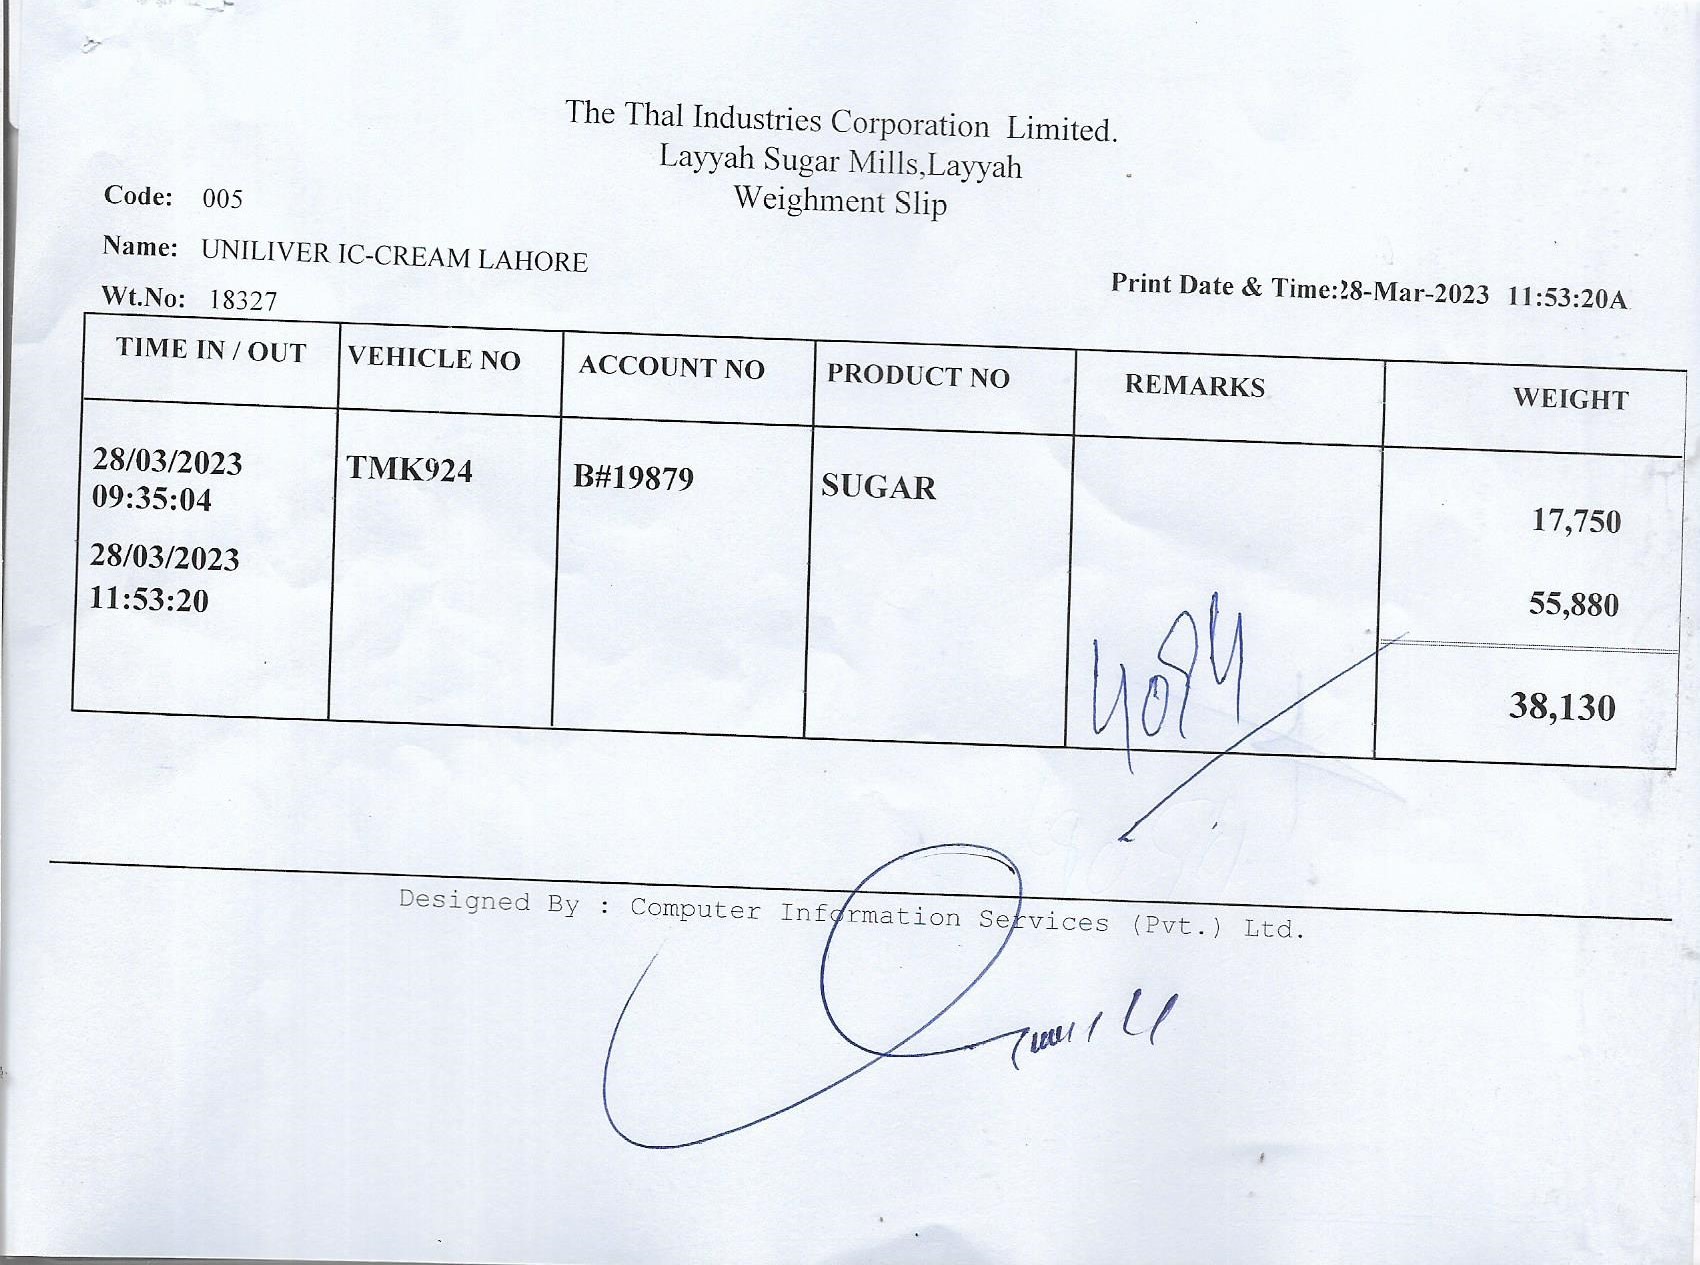 The Thal Industries Corporation Limited.
Layyah Sugar Mills,Layyah
Weighment Slip
Code: 005
Name: UNILIVER IC-CREAM LAHORE
Wt.No: 18327
Print Date & Time:28-Mar-2023 11:53:20A
TIME IN / OUT VEHICLE NO ACCOUNT NO PRODUCT NO REMARKS WEIGHT
28/03/2023 TMK924 B#19879 SUGAR
09:35:04 17,750
28/03/2023
11:53:20 55,880
38,130
Designed By : Computer Information Services (Pvt.) Ltd.